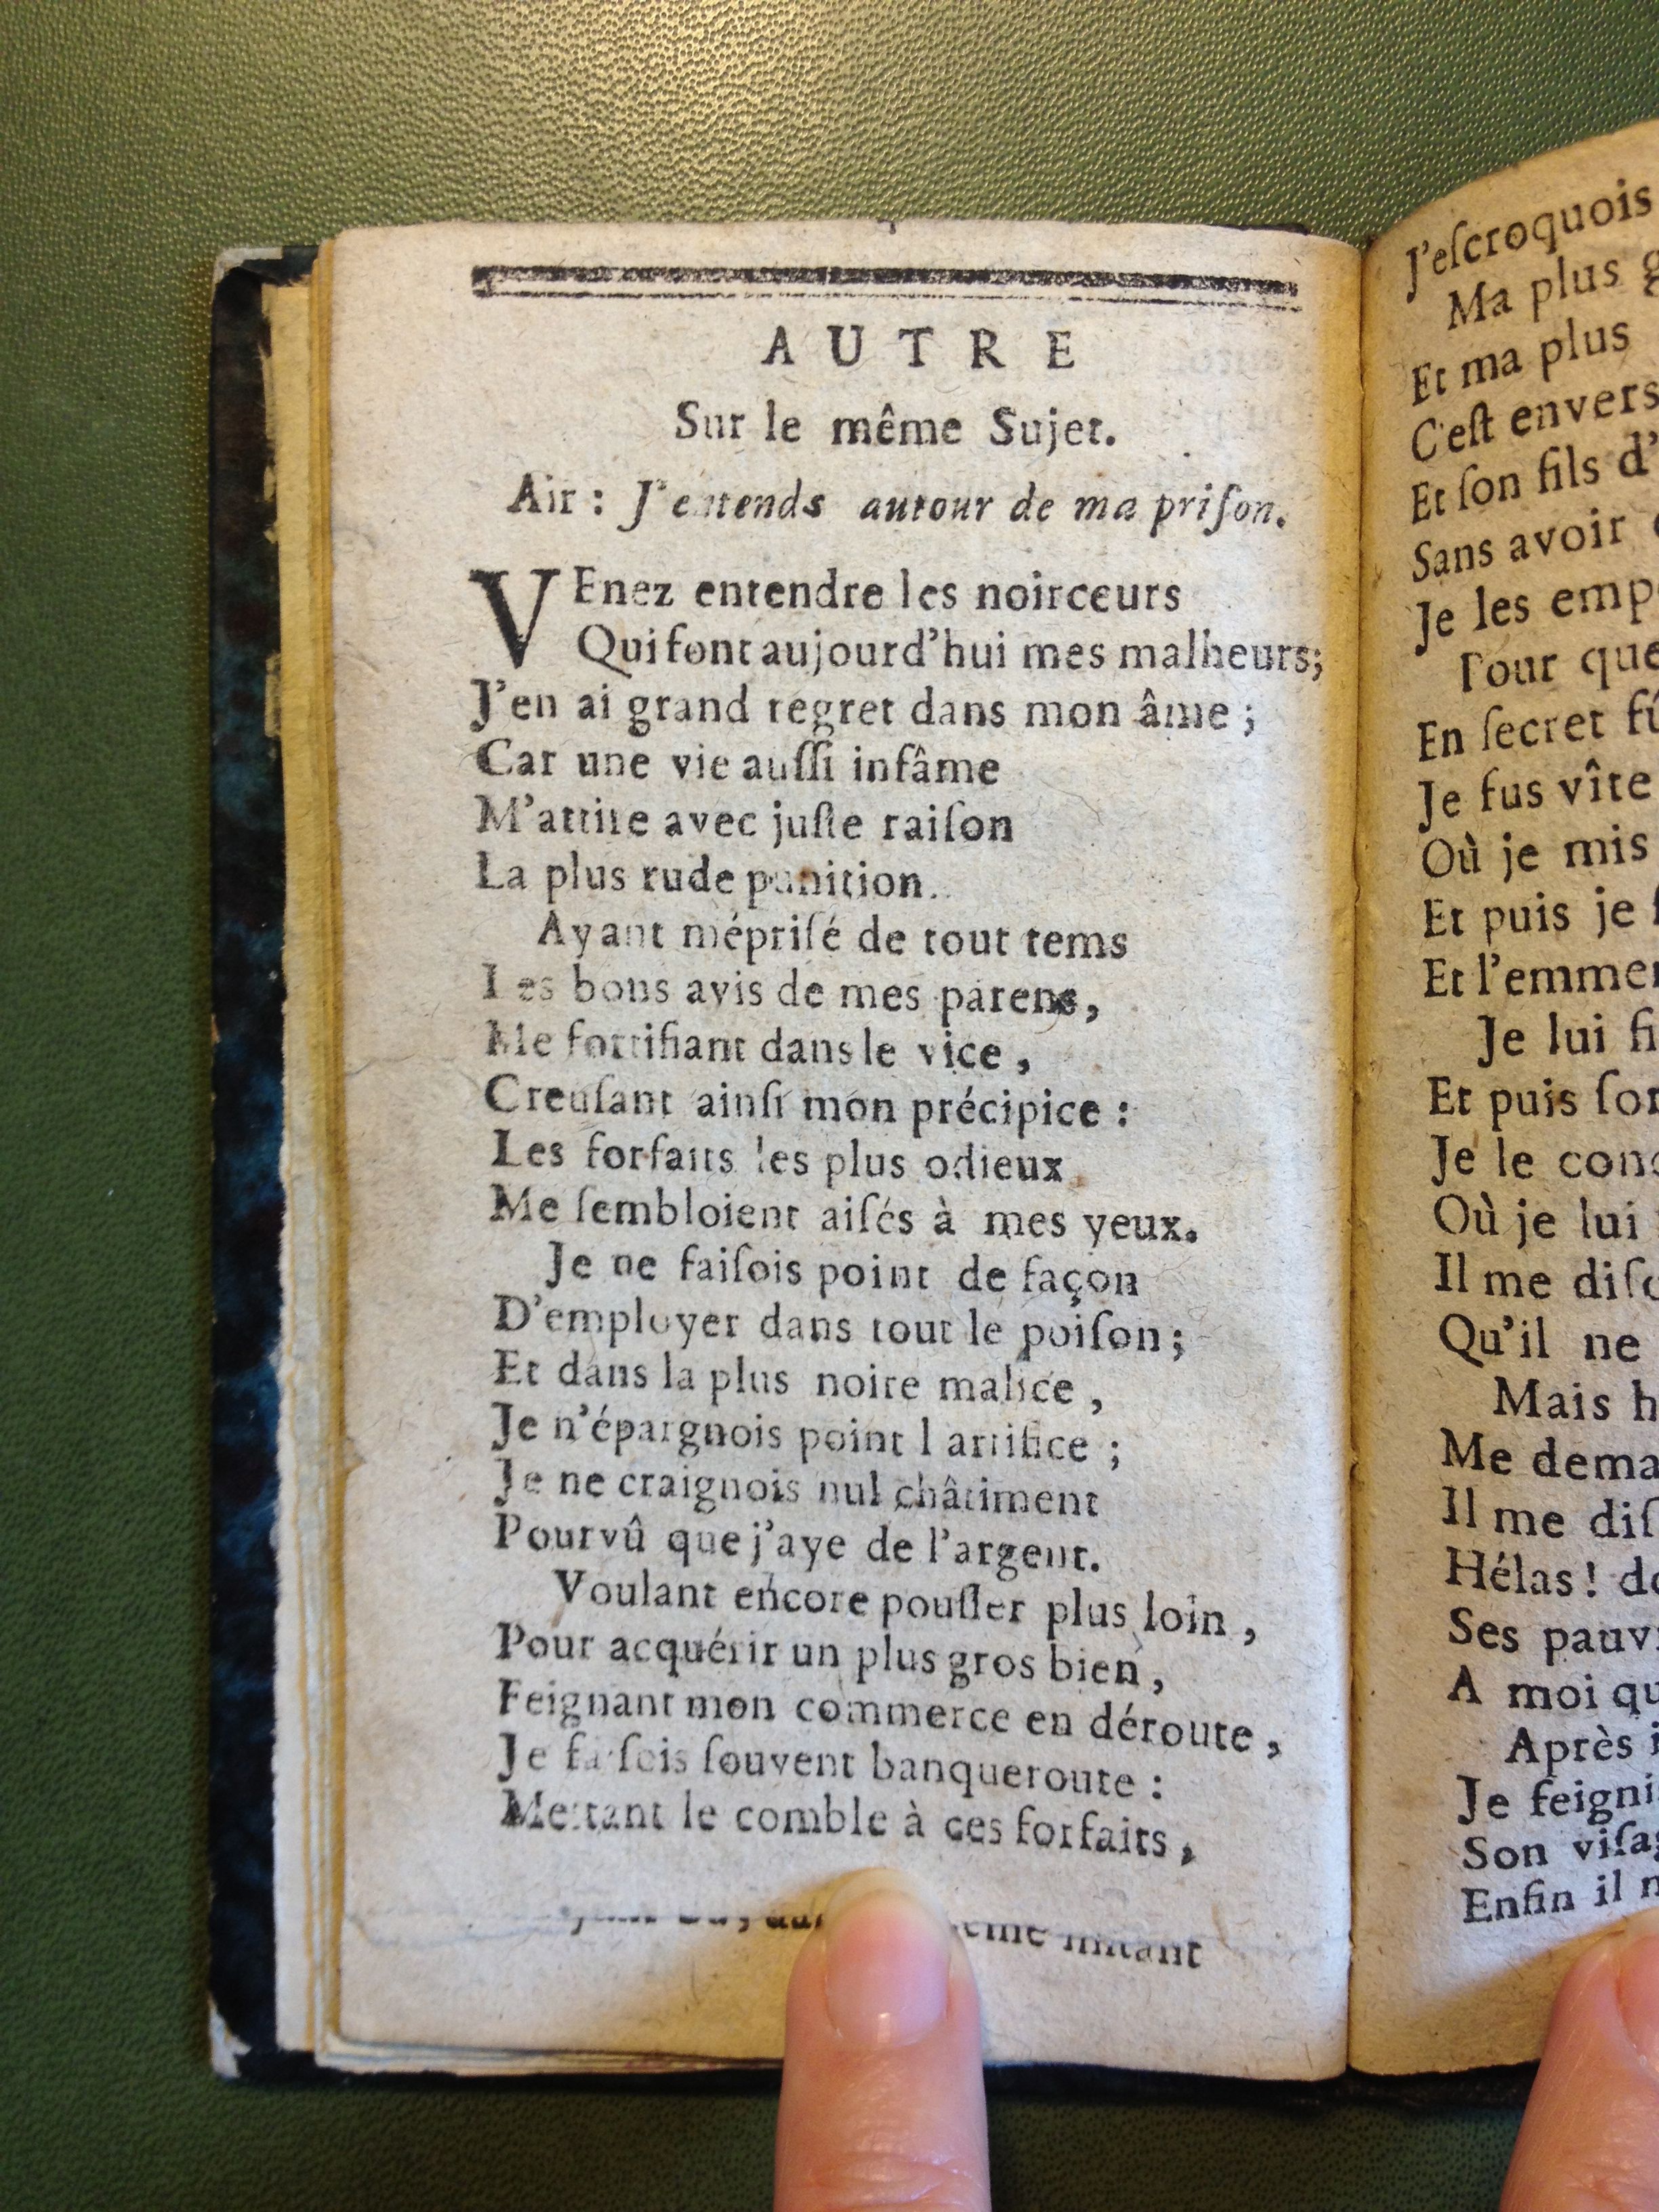 AUTRE
Sur le même Sujet.
Air : J'entends autour de ma priſon.
VEnez entendre les noirceurs
Qui font aujourd'hui mes malheurs;
J'en ai grand regret dans mon âme ;
Car une vie auſſi infâme
M'attire avec juſte raiſon
La plus rude punition.
Ayant mépriſé de tout tems
Les bons avis de mes parens,
Me fortifiant dans le vice ,
Creuſant ainſi mon précipice :
Les forfaits les plus odieux
Me ſembloient aiſés à mes yeux.
Je ne faiſois point de façon
D'employer dans tout le poiſon;
Et dans la plus noire malice ,
Je n'épargnois point l artifice ;
Je ne craignois nul châtiment
Pourvû que j'aye de l'argent.
Voulant encore pouſſer plus loin ,
Pour acquérir un plus gros bien ,
Feignant mon commerce en déroute ,
Je faiſois ſouvent banqueroute :
Mettant le comble à ces forfaits ,
inſtant
J'eſcroquois
Ma plus
Et ma plus
C'eſt envers
Et ſon fils d'
Sans avoir
Je les
Pour que
En ſecret
Je fus vîte
Où je mis
Et puis je
Et
Je lui
Et puis
Je le
Où je lui
Il me
Qu'il ne
Mais
Me
Il me
Hélas!
Ses
A moi
Après
Je
Son
Enfin il